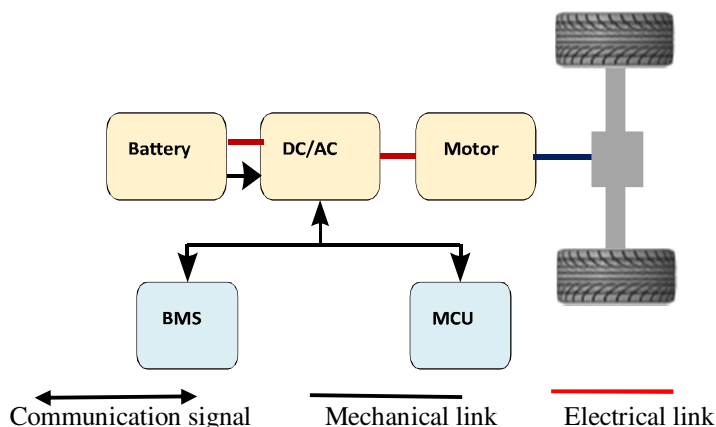 Battery
DC/AC
Motor
BMS
MCU
Communication signal
Mechanical link
Electrical link